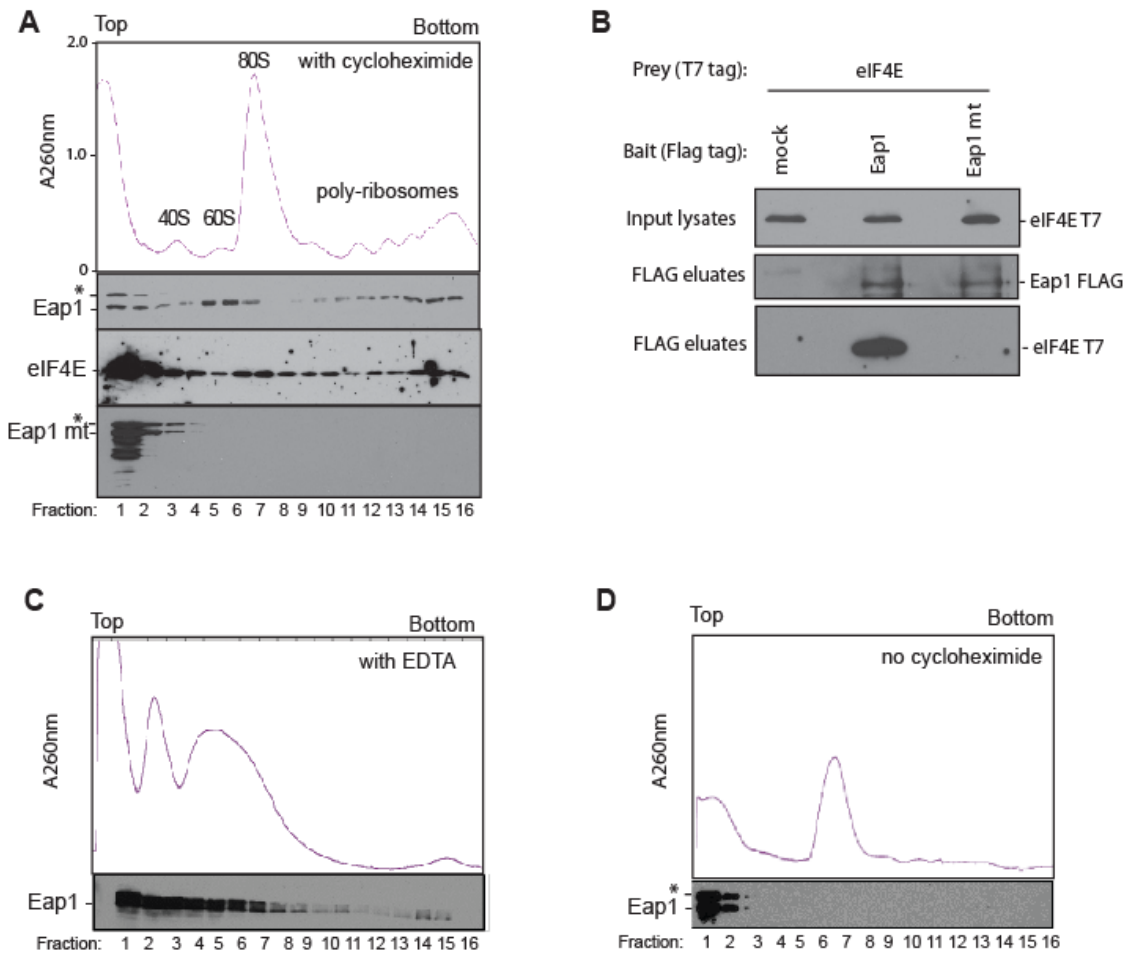 A
Top
Bottom
2.0
80S
with cycloheximide
A260nm
1.0
poly-ribosomes
40S
60S
0
*
Eap1
eIF4E
*
Eap1 mt-
Fraction: 1 2 3 4 5 6 7 8 9 10 11 12 13 14 15 16
B
Prey (T7 tag):
eIF4E
Bait (Flag tag):
mock
Eap1
Eap1 mt
Input lysates
- eIF4E T7
FLAG eluates
- Eap1 FLAG
FLAG eluates
- eIF4E T7
C
Top
Bottom
with EDTA
A260nm
Eap1
Fraction: 1 2 3 4 5 6 7 8 9 10 11 12 13 14 15 16
D
Top
Bottom
no cycloheximide
A260nm
*
Eap1
Fraction: 1 2 3 4 5 6 7 8 9 10 11 12 13 14 15 16